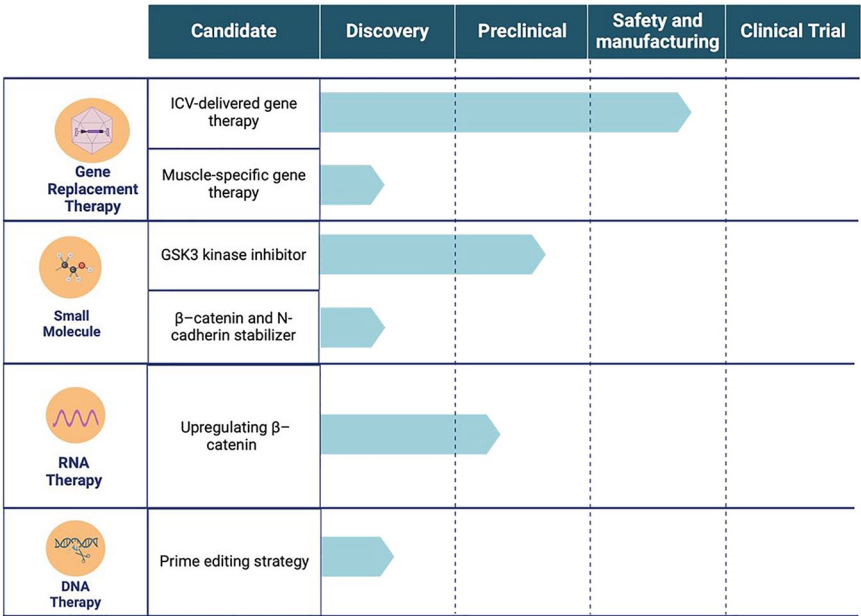 Candidate
Discovery
Preclinical
Safety and
manufacturing
Clinical Trial
Gene
Replacement
Therapy
ICV-delivered gene
therapy
Muscle-specific gene
therapy
Small
Molecule
GSK3 kinase inhibitor
β–catenin and N-
cadherin stabilizer
RNA
Therapy
Upregulating β–
catenin
DNA
Therapy
Prime editing strategy